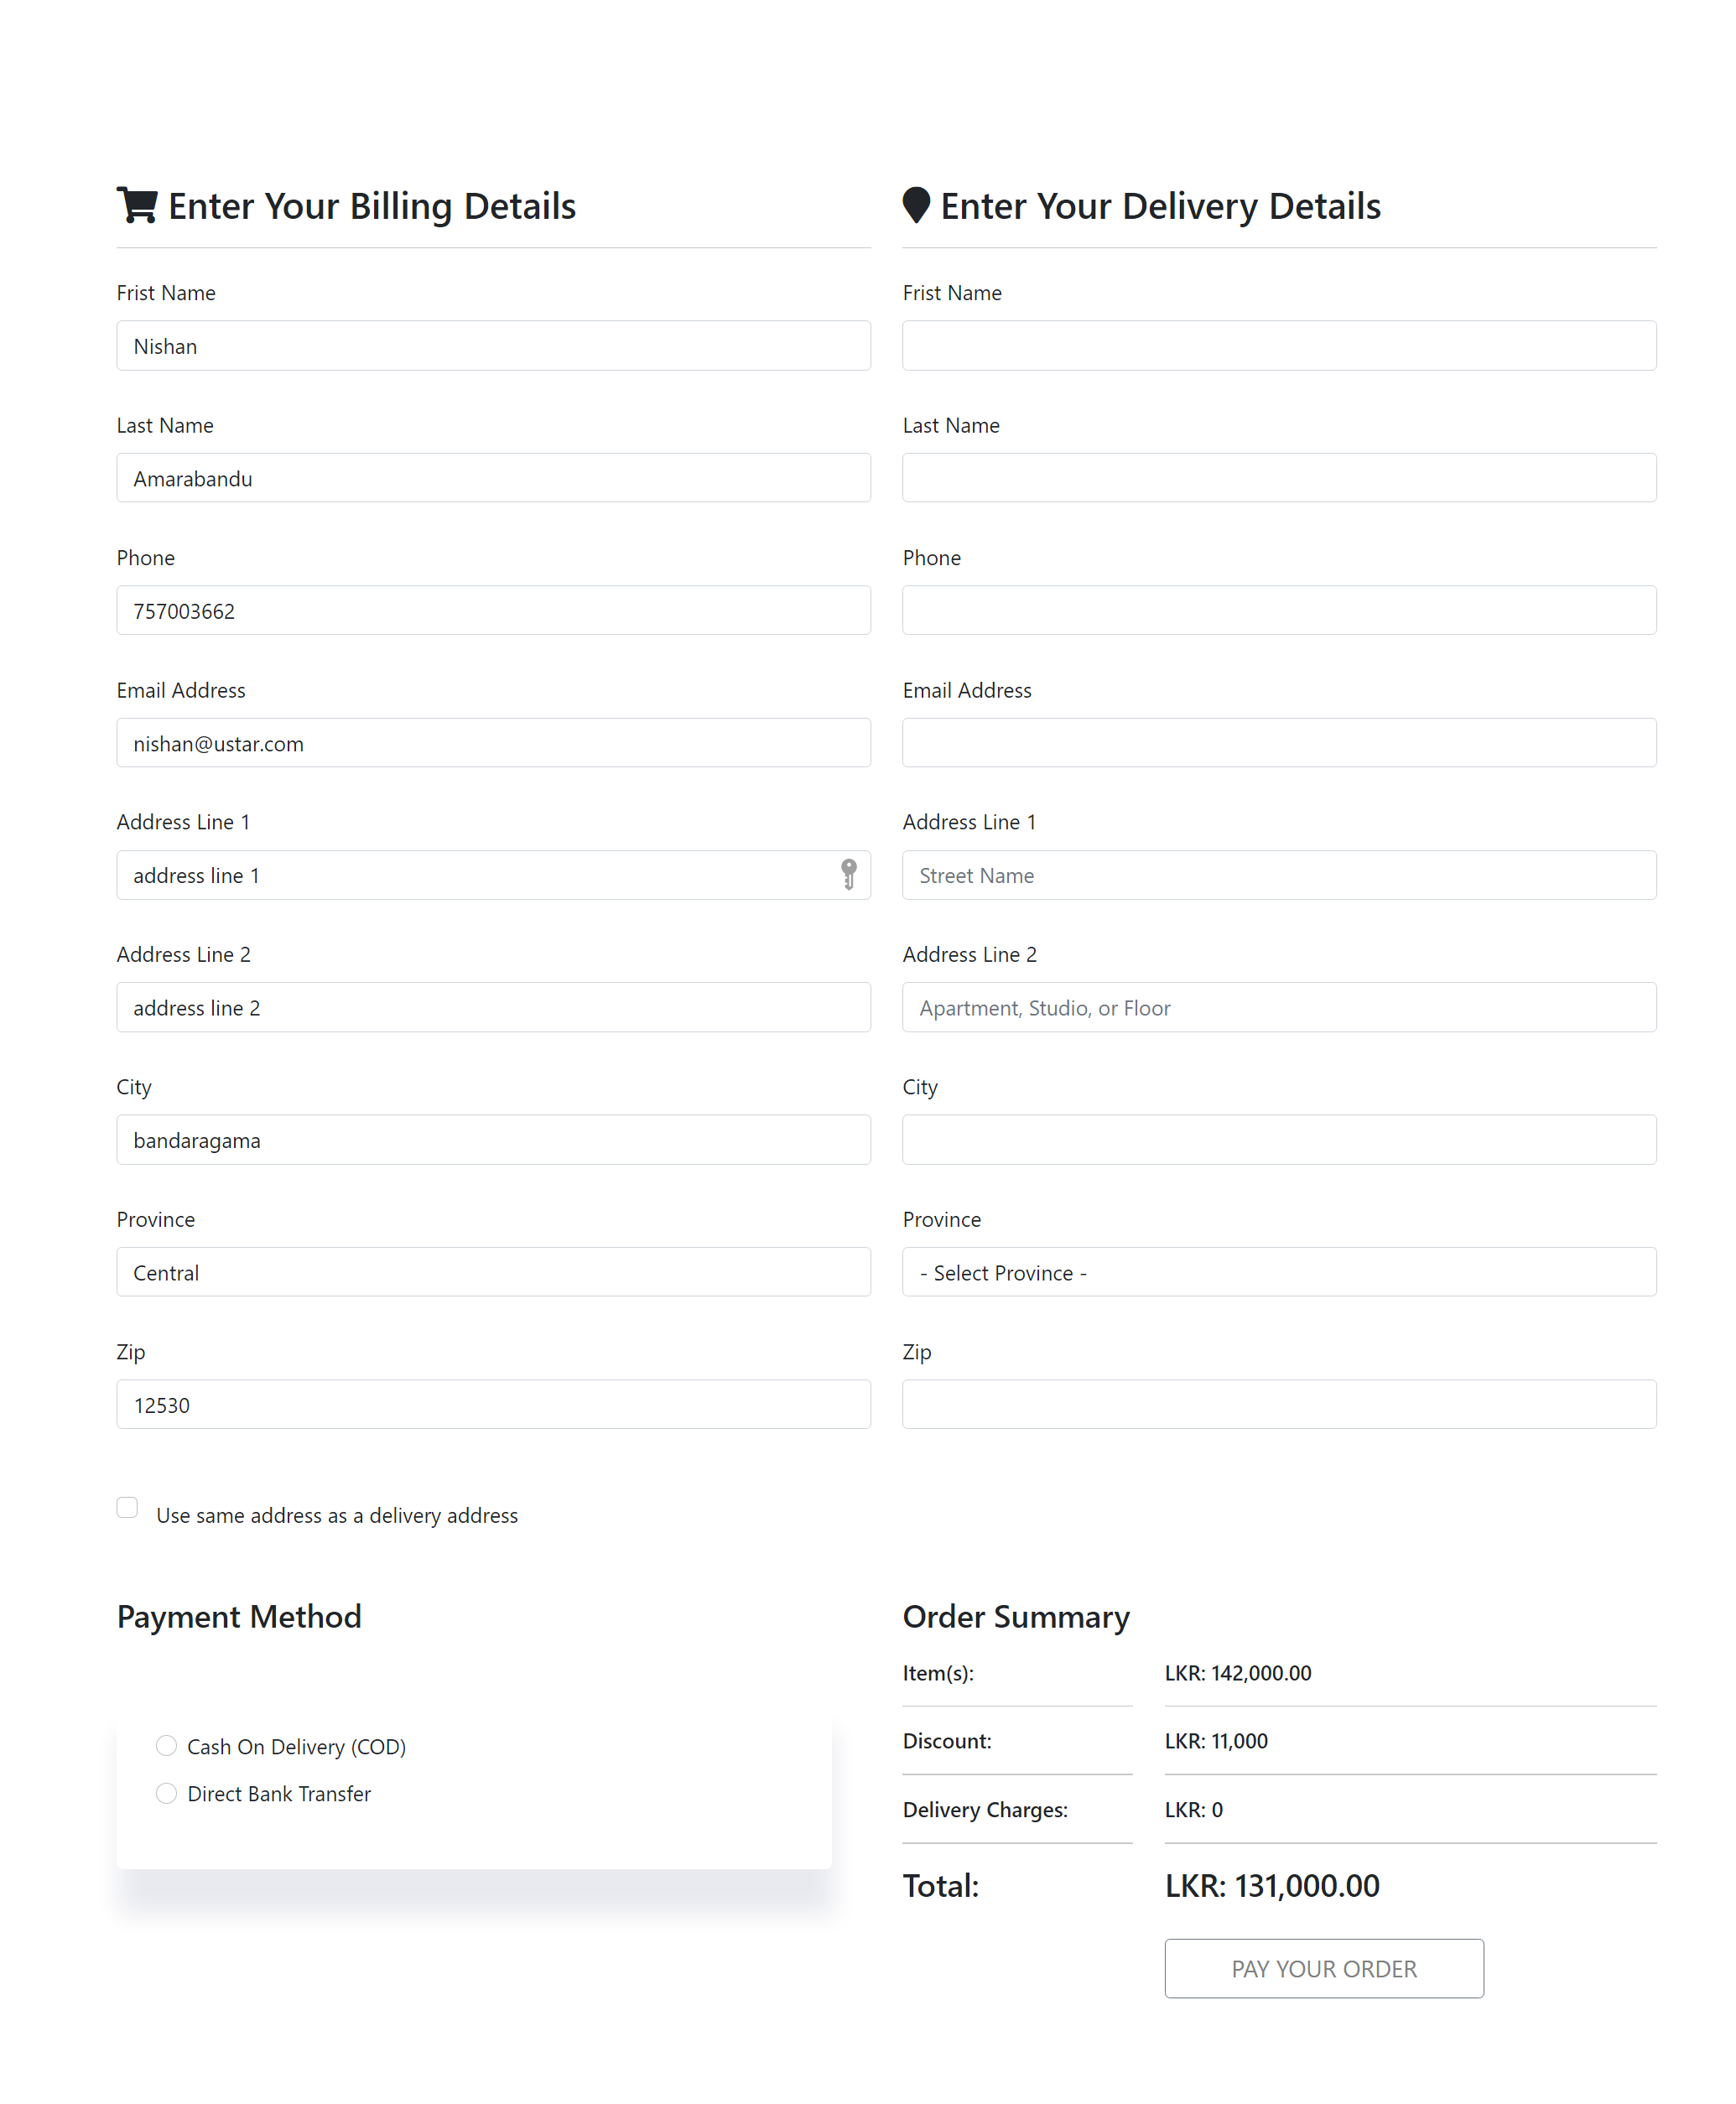 Enter Your Billing Details
Frist Name
Nishan
Last Name
Amarabandu
Phone
757003662
Email Address
nishan@ustar.com
Address Line 1
address line 1
Address Line 2
address line 2
City
bandaragama
Province
Central
Zip
12530
Use same address as a delivery address
Enter Your Delivery Details
Frist Name
Last Name
Phone
Email Address
Address Line 1
Street Name
Address Line 2
Apartment, Studio, or Floor
City
Province
- Select Province -
Zip
Payment Method
Cash On Delivery (COD)
Direct Bank Transfer
Order Summary
Item(s): LKR: 142,000.00
Discount: LKR: 11,000
Delivery Charges: LKR: 0
Total: LKR: 131,000.00
PAY YOUR ORDER